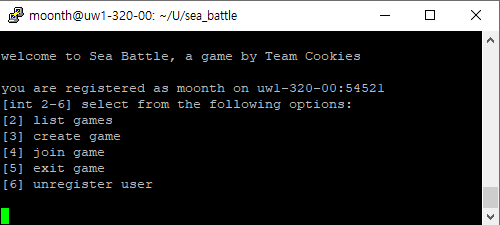 moonth@uw1-320-00: ~/U/sea_battle
welcome to Sea Battle, a game by Team Cookies
you are registered as moonth on uw1-320-00:54521
[int 2-6] select from the following options:
[2] list games
[3] create game
[4] join game
[5] exit game
[6] unregister user